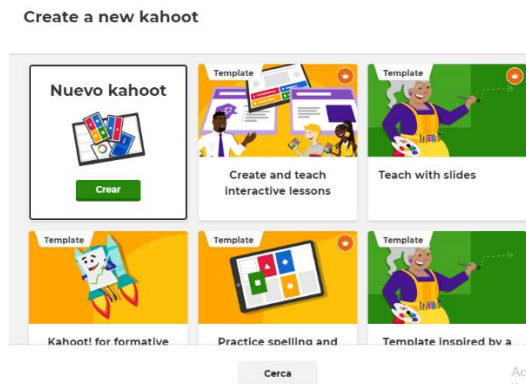 Create a new kahoot
Nuevo kahoot
Crear
Template
Create and teach
interactive lessons
Template
Teach with slides
Template
Kahoot! for formative
Template
Practice spelling and
Template
Template inspired by a
Cerca
Ac